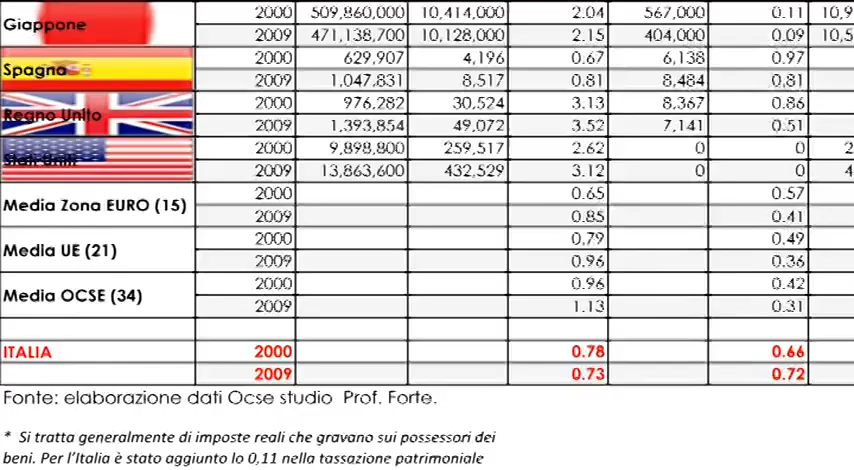 Giappone 2000 509,860,000 10,414,000 2.04 567,000 0.11 10,9
2009 471,138,700 10,128,000 2.15 404,000 0.09 10,5
Spagna 2000 629,907 4,196 0.67 6,138 0.97
2009 1,047,831 8,517 0.81 8,484 0.81
Regno Unito 2000 976,282 30,524 3.13 8,367 0.86
2009 1,393,854 49,072 3.52 7,141 0.51
Stati Uniti 2000 9,898,800 259,517 2.62 0 0 2
2009 13,863,600 432,529 3.12 0 0 4
Media Zona EURO (15) 2000 0.65 0.57
2009 0.85 0.41
Media UE (21) 2000 0,79 0.49
2009 0.96 0.36
Media OCSE (34) 2000 0.96 0.42
2009 1.13 0.31
ITALIA 2000 0.78 0.66
2009 0.73 0.72
Fonte: elaborazione dati Ocse studio Prof. Forte.
* Si tratta generalmente di imposte reali che gravano sui possessori dei
beni. Per l'Italia è stato aggiunto lo 0,11 nella tassazione patrimoniale